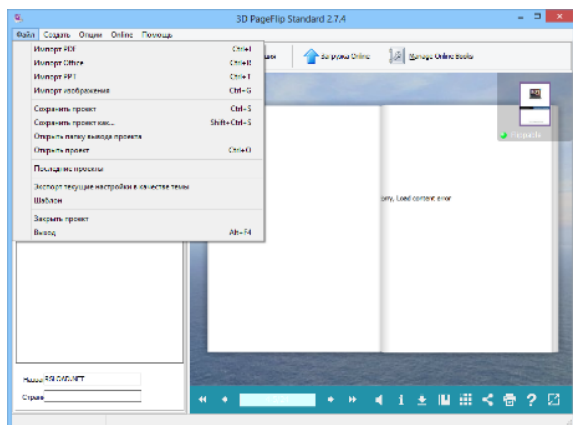 3D PageFlip Standard 2.7.4
Файл Создать Опции Online Помощь
Импорт PDF Ctrl+I
Импорт Office Ctrl+R
Импорт PPT Ctrl+T
Импорт изображения Ctrl+G
Сохранить проект Ctrl+S
Сохранить проект как... Shift+Ctrl+S
Открыть папку вывода проекта
Открыть проект Ctrl+O
Последние проекты
Экспорт текущие настройки в качестве темы
Шаблон
Закрыть проект
Выход Alt+F4
Загрузка Online
Manage Online Books
orry, Load content error
RSLOAD.NET